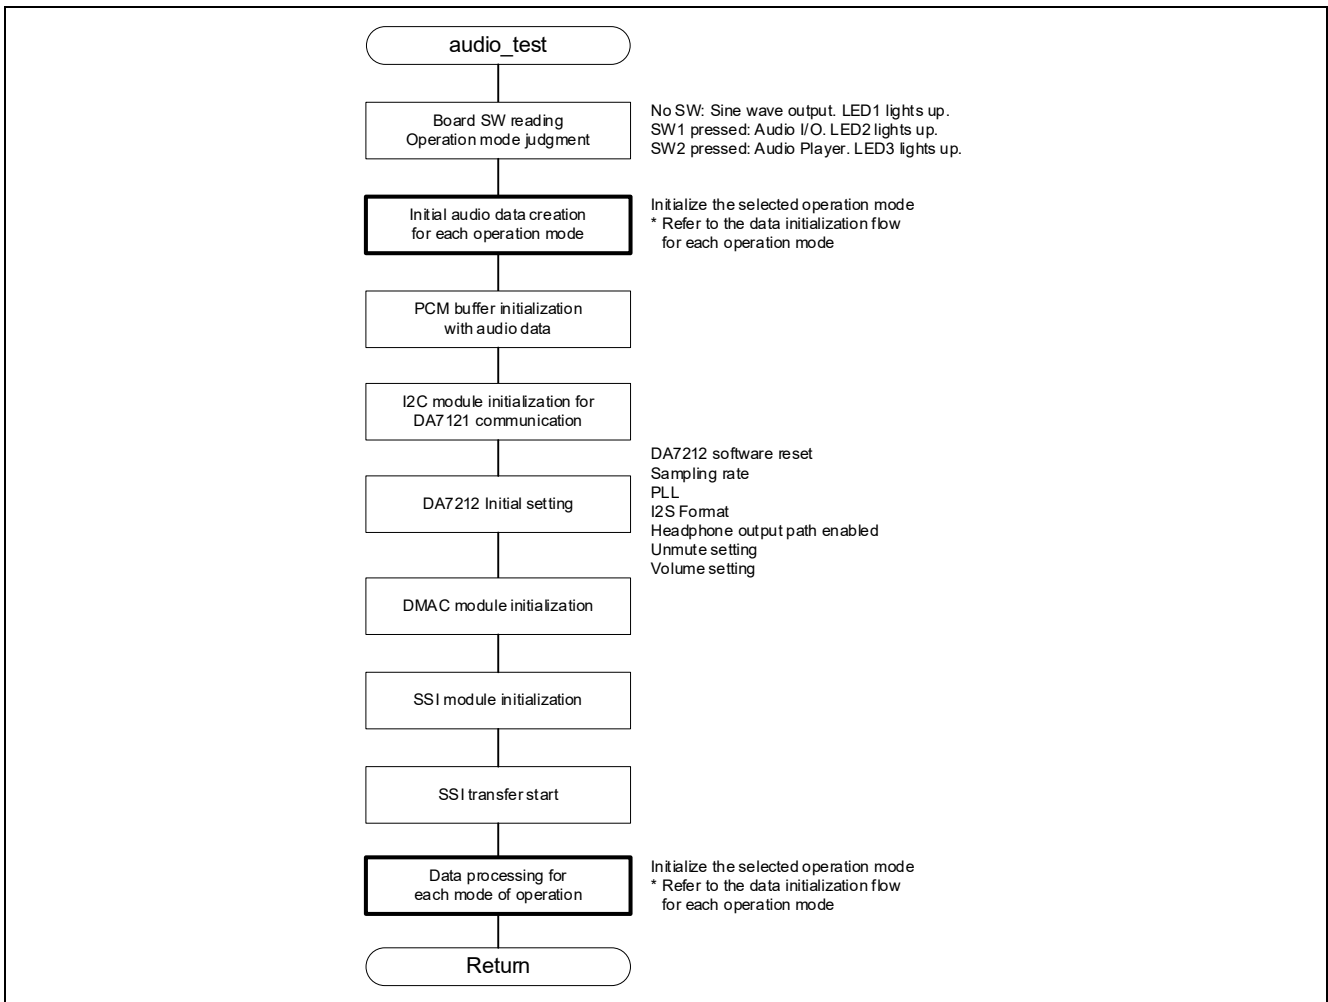 audio_test
Board SW reading
Operation mode judgment
No SW: Sine wave output. LED1 lights up.
SW1 pressed: Audio I/O. LED2 lights up.
SW2 pressed: Audio Player. LED3 lights up.
Initial audio data creation
for each operation mode
Initialize the selected operation mode
* Refer to the data initialization flow
for each operation mode
PCM buffer initialization
with audio data
I2C module initialization for
DA7121 communication
DA7212 Initial setting
DA7212 software reset
Sampling rate
PLL
I2S Format
Headphone output path enabled
Unmute setting
Volume setting
DMAC module initialization
SSI module initialization
SSI transfer start
Data processing for
each mode of operation
Initialize the selected operation mode
* Refer to the data initialization flow
for each operation mode
Return